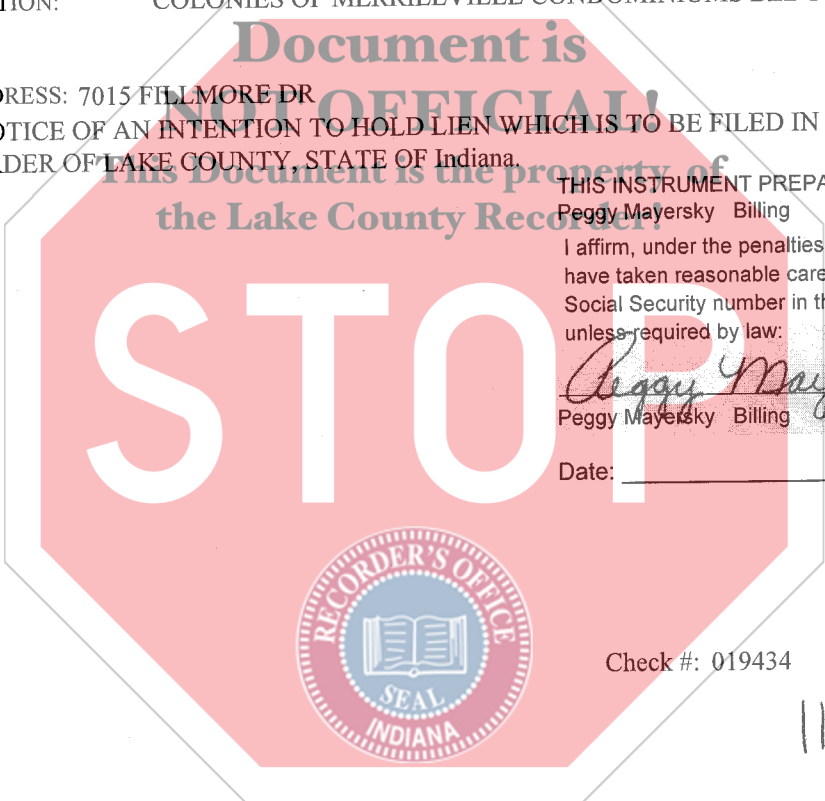 TION: COLONIES OF MERRILLVILLE CONDOMINIUMS
Document is
DRESS: 7015 FILLMORE DR
NOT OFFICIAL!
OTICE OF AN INTENTION TO HOLD LIEN WHICH IS TO BE FILED IN
DER OF LAKE COUNTY, STATE OF Indiana.
This Document is the property of
the Lake County Recorder!
THIS INSTRUMENT PREPA
Peggy Mayersky Billing
I affirm, under the penalties
have taken reasonable care
Social Security number in th
unless required by law:
Peggy May
Peggy Mayersky Billing
Date:
STOP
RECORDER'S OFFICE
SEAL
INDIANA
Check #: 019434